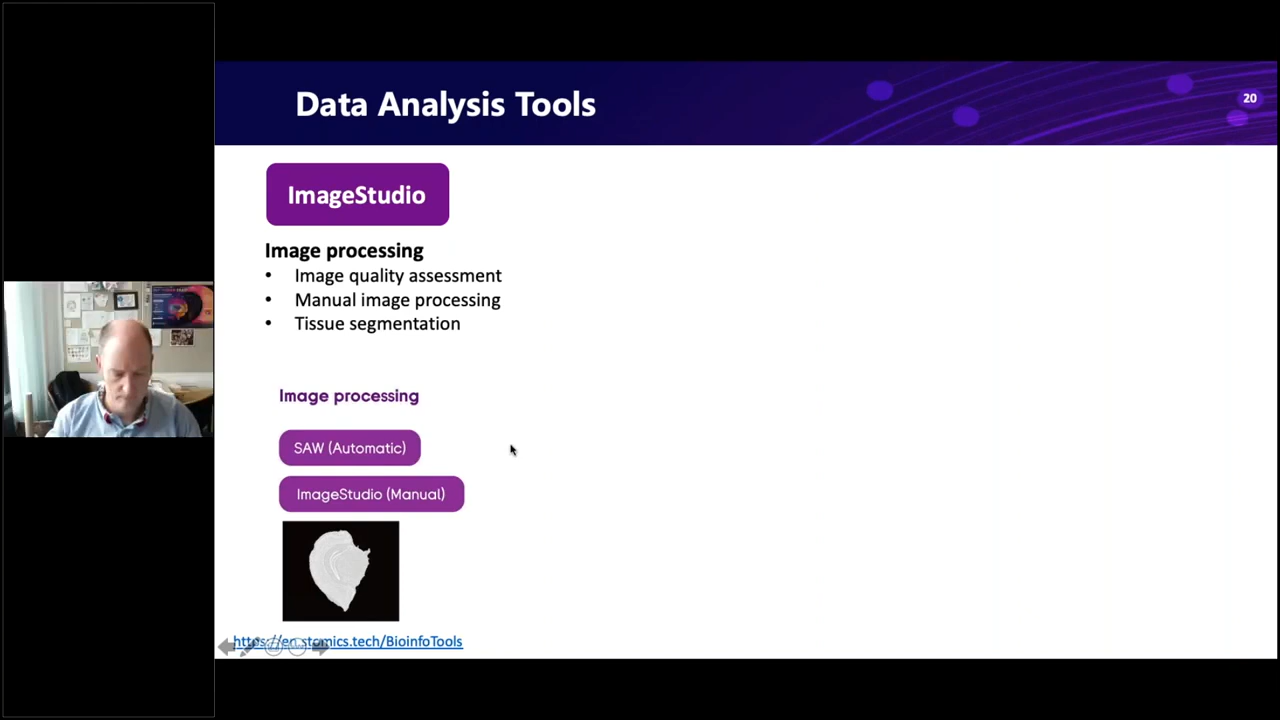 Data Analysis Tools
20
ImageStudio
Image processing
• Image quality assessment
• Manual image processing
• Tissue segmentation
Image processing
SAW (Automatic)
ImageStudio (Manual)
https://en.stomics.tech/BioinfoTools